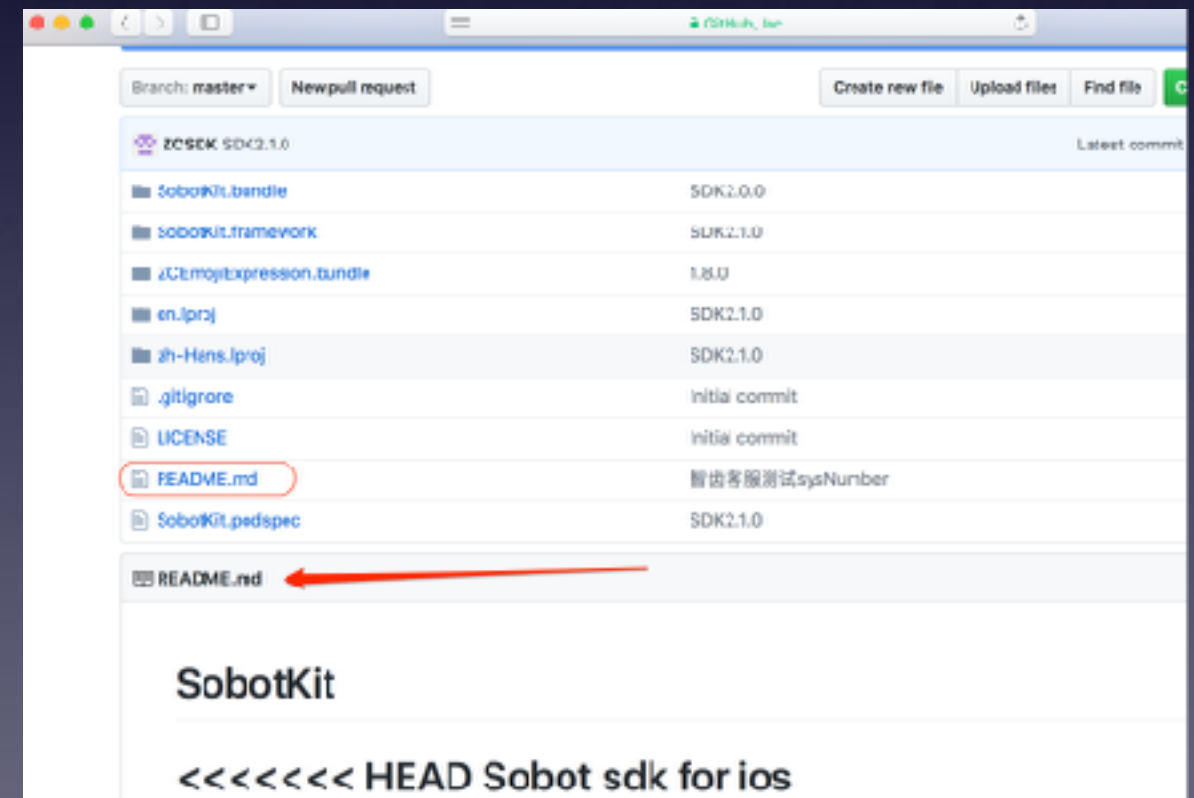 GitHub, Inc
Branch: master New pull request Create new file Upload files Find file C
ZCSDK SDK2.1.0 Latest commit
SobotKit.bundle SDK2.0.0
SobotKit.framework SDK2.1.0
ZCEmojiExpression.bundle 1.8.0
en.lproj SDK2.1.0
zh-Hans.lproj SDK2.1.0
.gitignore Initial commit
LICENSE Initial commit
README.md 智齿客服测试sysNumber
SobotKit.podspec SDK2.1.0
README.md
SobotKit
<<<<<<< HEAD Sobot sdk for ios